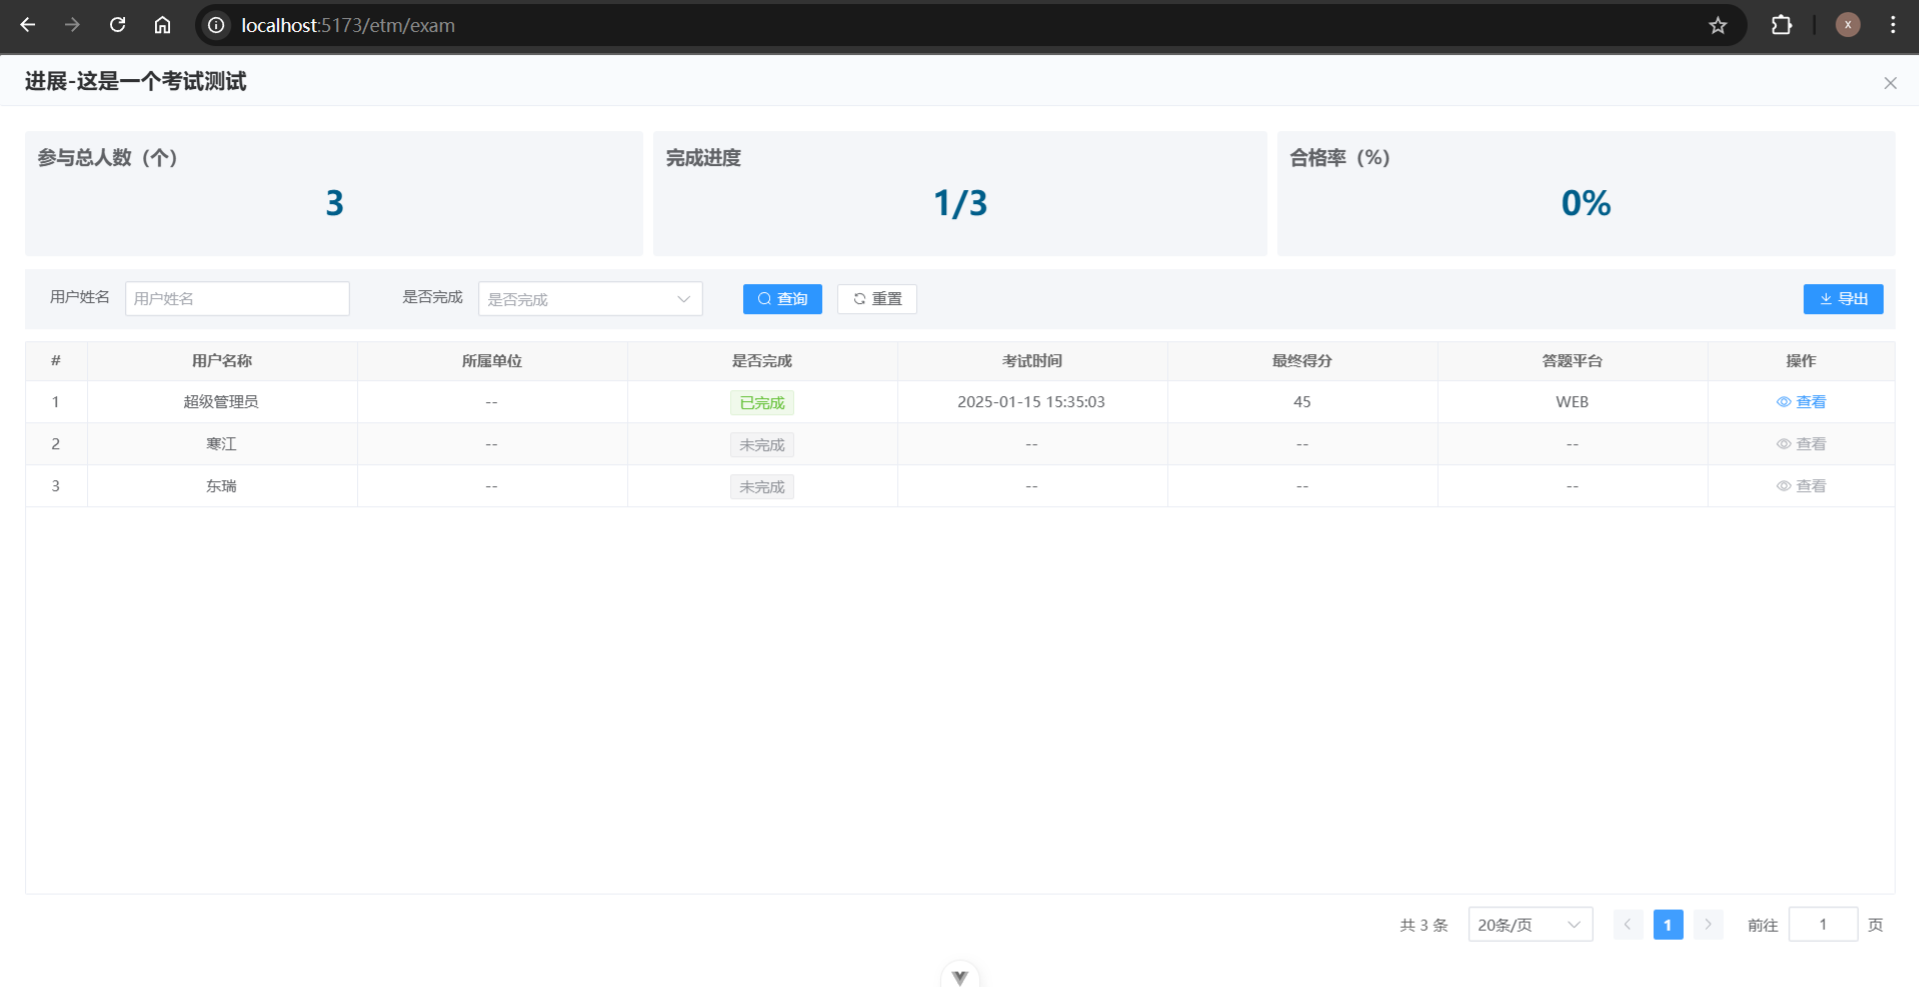 localhost:5173/etm/exam
x
进展-这是一个考试测试
参与总人数（个） 完成进度 合格率（%）
3 1/3 0%
用户姓名 用户姓名 是否完成 是否完成 查询 重置 导出
# 用户名称 所属单位 是否完成 考试时间 最终得分 答题平台 操作
1 超级管理员 -- 已完成 2025-01-15 15:35:03 45 WEB 查看
2 寒江 -- 未完成 -- -- -- 查看
3 东瑞 -- 未完成 -- -- -- 查看
共 3 条 20条/页 1 前往 1 页